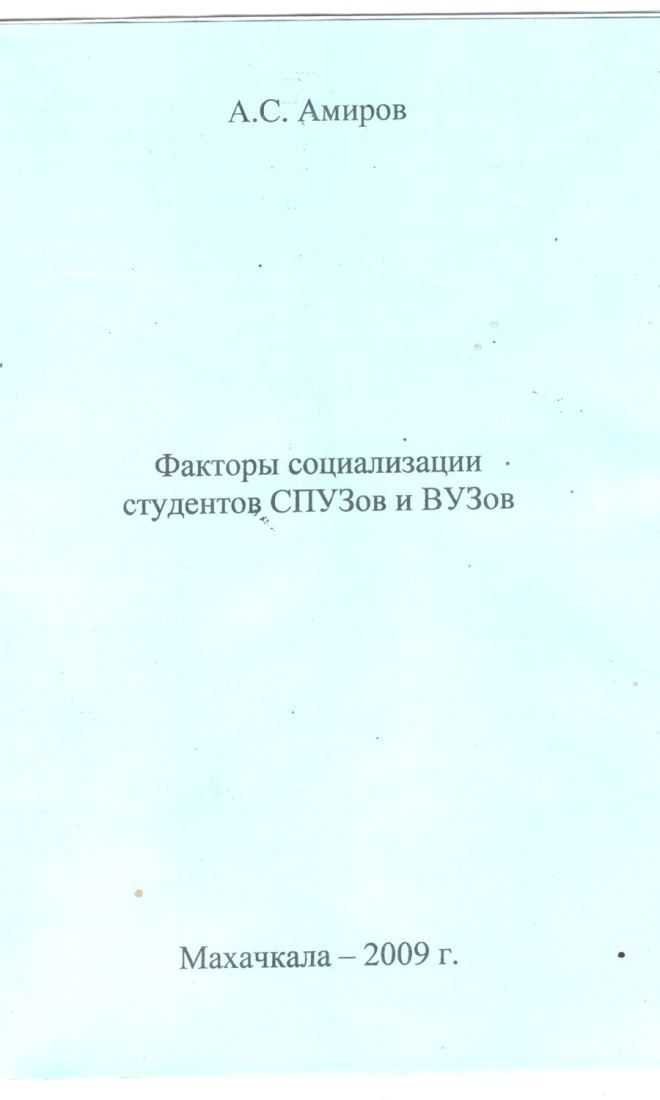 А.С. Амиров
Факторы социализации
студентов СПУЗов и ВУЗов
Махачкала – 2009 г.